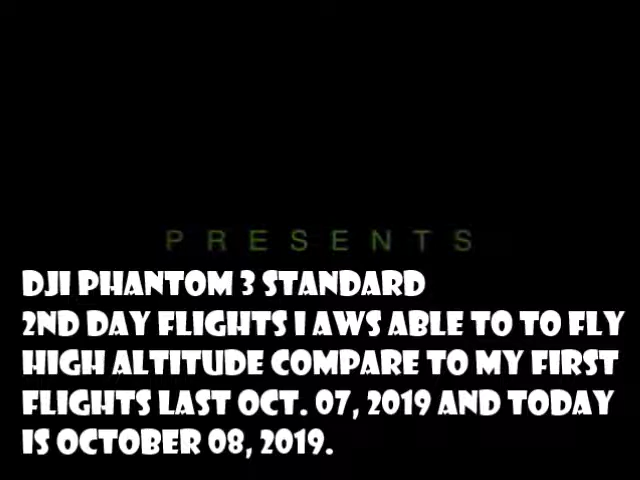 PRESENTS
DJI PHANTOM 3 STANDARD
2ND DAY FLIGHTS I AWS ABLE TO TO FLY
HIGH ALTITUDE COMPARE TO MY FIRST
FLIGHTS LAST OCT. 07, 2019 AND TODAY
IS OCTOBER 08, 2019.